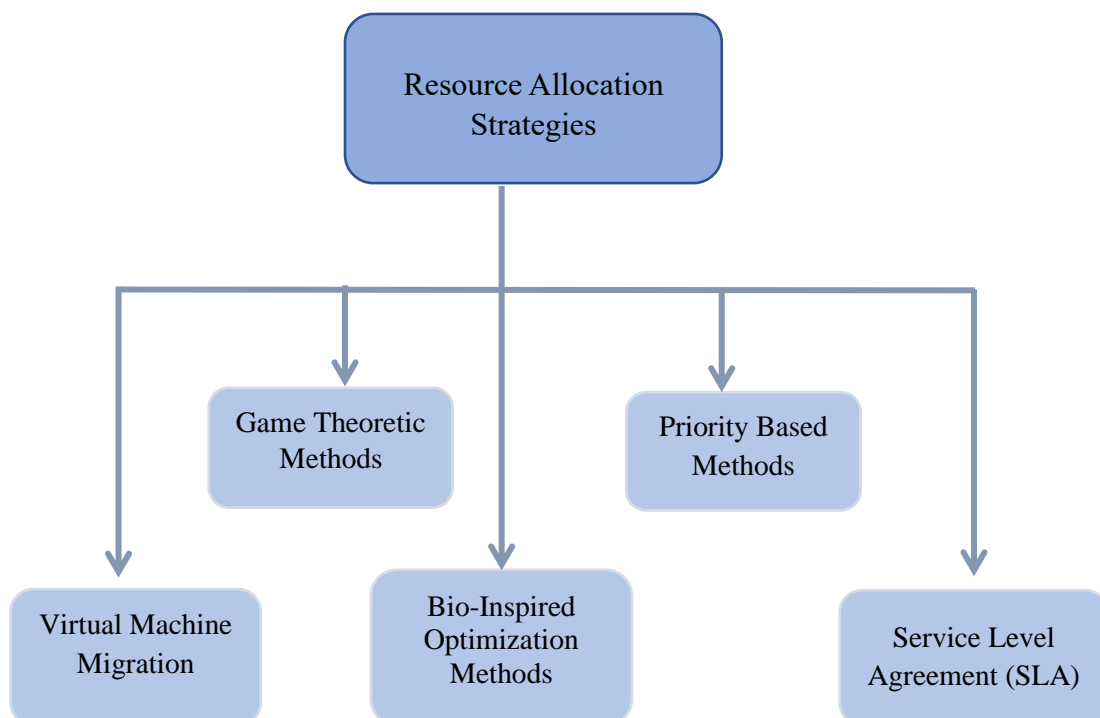 Resource Allocation
Strategies
Game Theoretic
Methods
Priority Based
Methods
Virtual Machine
Migration
Bio-Inspired
Optimization
Methods
Service Level
Agreement (SLA)